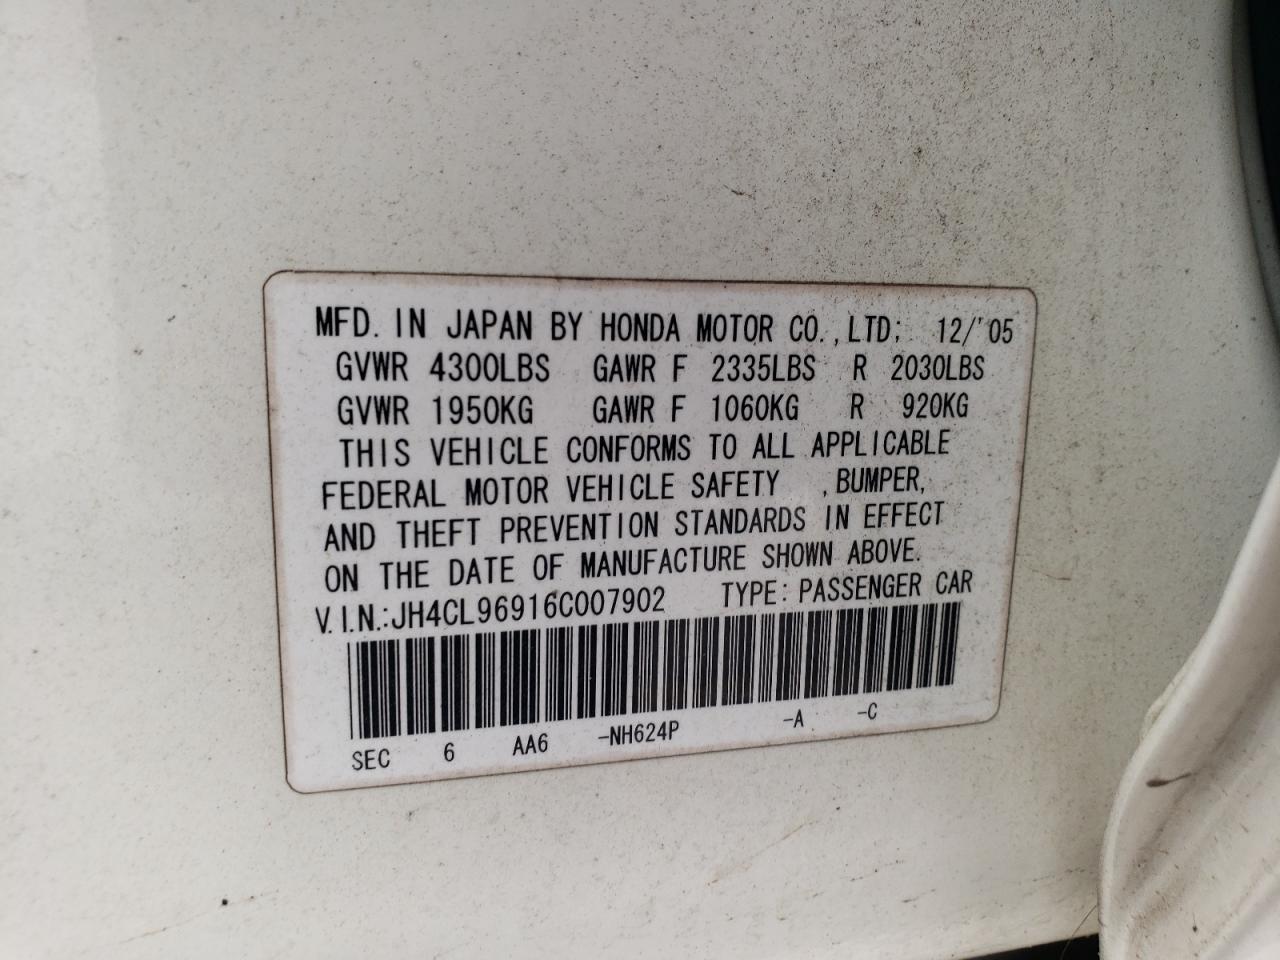 MFD. IN JAPAN BY HONDA MOTOR CO., LTD; 12/'05
GVWR 4300LBS GAWR F 2335LBS R 2030LBS
GVWR 1950KG GAWR F 1060KG R 920KG
THIS VEHICLE CONFORMS TO ALL APPLICABLE
FEDERAL MOTOR VEHICLE SAFETY , BUMPER,
AND THEFT PREVENTION STANDARDS IN EFFECT
ON THE DATE OF MANUFACTURE SHOWN ABOVE.
V.I.N.:JH4CL96916C007902 TYPE: PASSENGER CAR
SEC 6 AA6 -NH624P -A -C